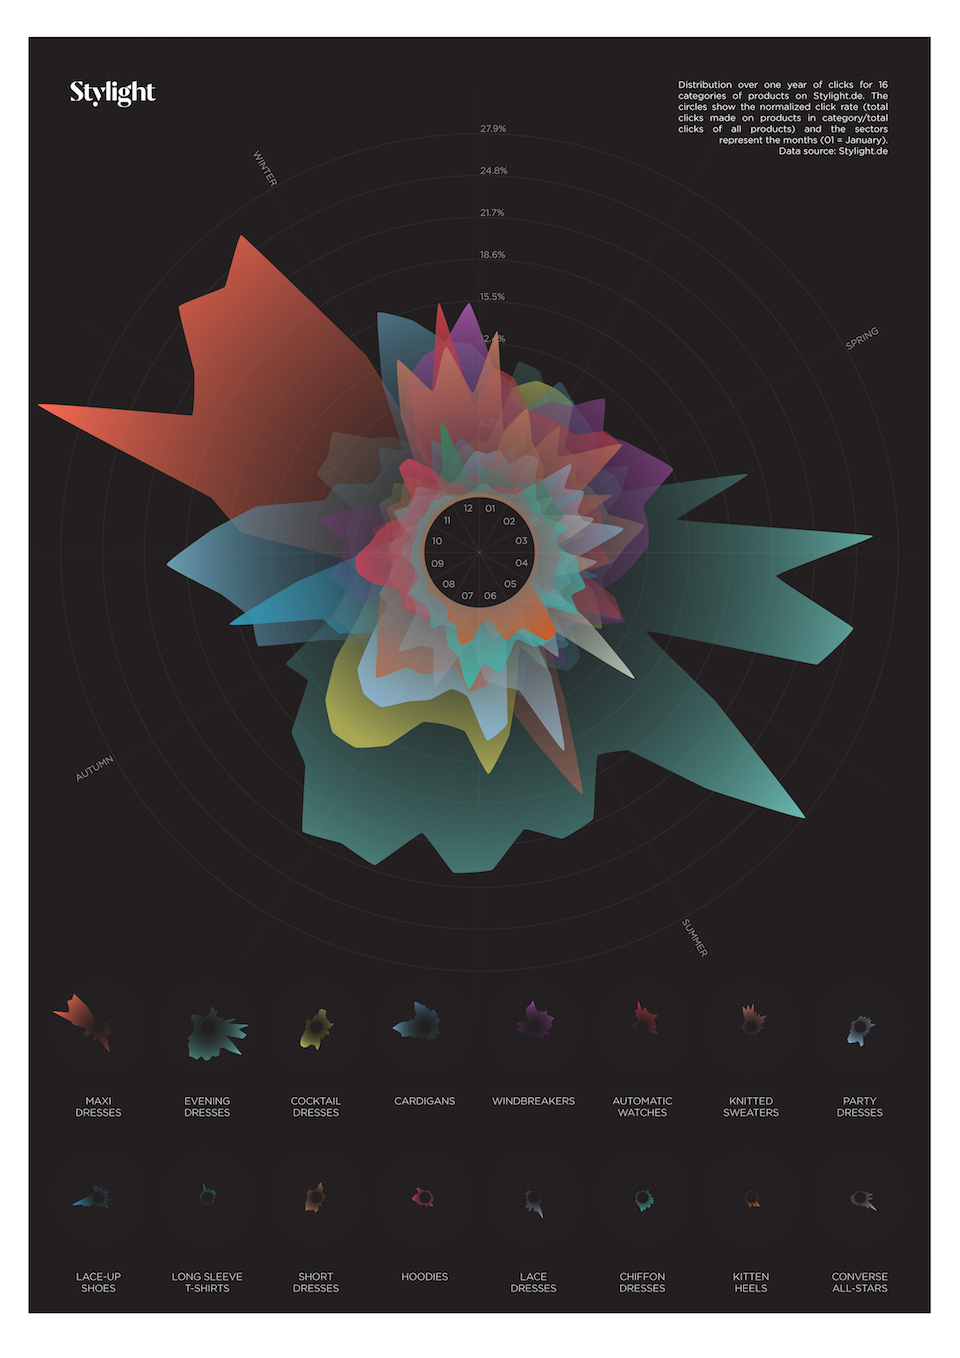 Stylight
Distribution over one year of clicks for 16
categories of products on Stylight.de. The
circles show the normalized click rate (total
clicks made on products in category/total
clicks of all products) and the sectors
represent the months (01 = January).
Data source: Stylight.de
27.9%
24.8%
21.7%
18.6%
15.5%
WINTER
SPRING
SUMMER
AUTUMN
12
01
11
02
10
03
09
04
08
05
07
06
MAXI
DRESSES
EVENING
DRESSES
COCKTAIL
DRESSES
CARDIGANS
WINDBREAKERS
AUTOMATIC
WATCHES
KNITTED
SWEATERS
PARTY
DRESSES
LACE-UP
SHOES
LONG SLEEVE
T-SHIRTS
SHORT
DRESSES
HOODIES
LACE
DRESSES
CHIFFON
DRESSES
KITTEN
HEELS
CONVERSE
ALL-STARS